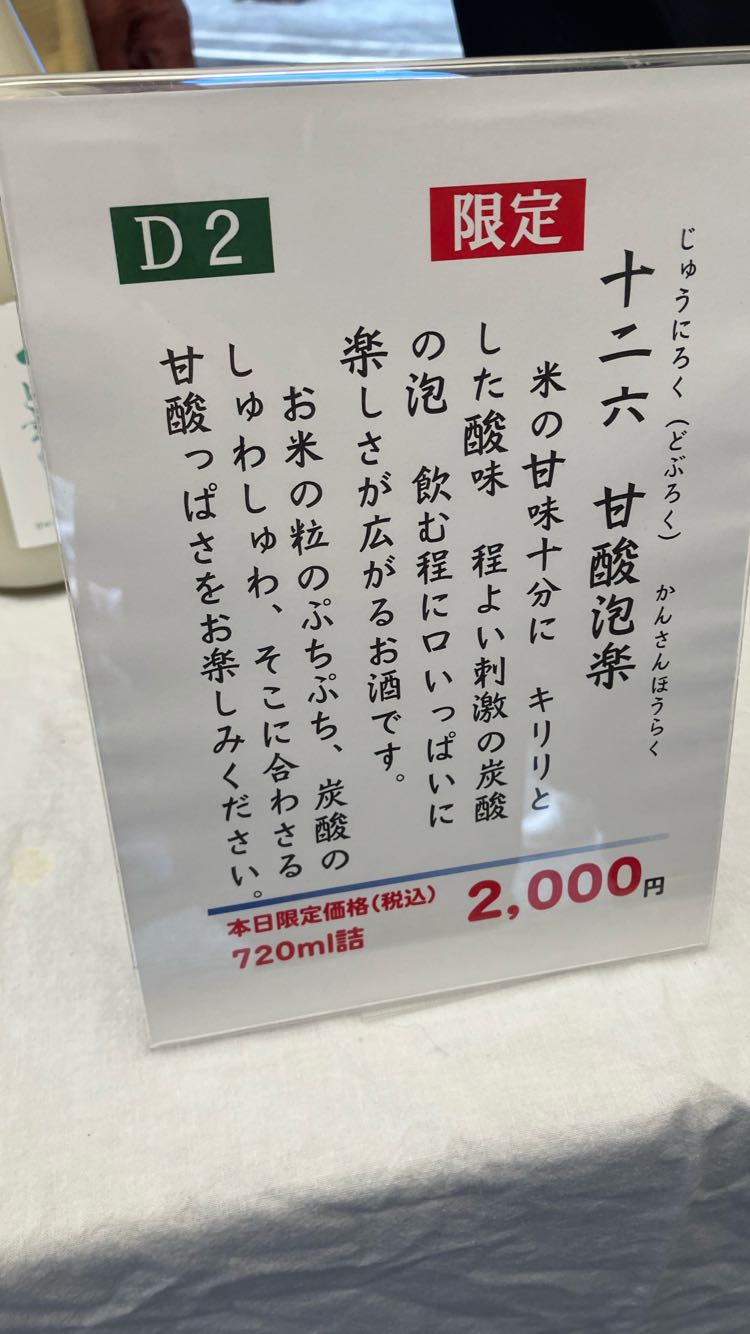 D2
限定
じゅうにろく(どぶろく) かんさんほうらく
十二六 甘酸泡楽
米の甘味十分に キリリと
した酸味 程よい刺激の炭酸
の泡 飲む程に口いっぱいに
楽しさが広がるお酒です。
お米の粒のぷちぷち、炭酸の
しゅわしゅわ、そこに合わさる
甘酸っぱさをお楽しみください。
本日限定価格(税込) 2,000円
720ml詰